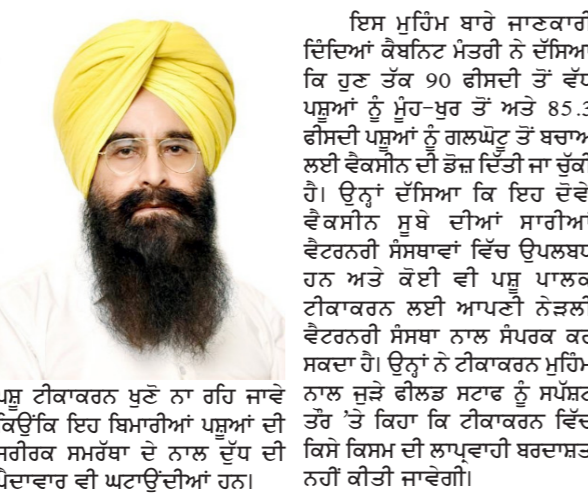 ਪਸ਼ੂ ਟੀਕਾਕਰਨ ਖੁਣੋ ਨਾ ਰਹਿ ਜਾਵੇ
ਕਿਉਂਕਿ ਇਹ ਬਿਮਾਰੀਆਂ ਪਸ਼ੂਆਂ ਦੀ
ਸਰੀਰਕ ਸਮਰੱਥਾ ਦੇ ਨਾਲ ਦੁੱਧ ਦੀ
ਪੈਦਾਵਾਰ ਵੀ ਘਟਾਉਂਦੀਆਂ ਹਨ।
ਇਸ ਮੁਹਿੰਮ ਬਾਰੇ ਜਾਣਕਾਰੀ
ਦਿੰਦਿਆਂ ਕੈਬਨਿਟ ਮੰਤਰੀ ਨੇ ਦੱਸਿਆ
ਕਿ ਹੁਣ ਤੱਕ 90 ਫੀਸਦੀ ਤੋਂ ਵੱਧ
ਪਸ਼ੂਆਂ ਨੂੰ ਮੂੰਹ-ਖੁਰ ਤੋਂ ਅਤੇ 85.3
ਫੀਸਦੀ ਪਸ਼ੂਆਂ ਨੂੰ ਗਲਘੋਟੂ ਤੋਂ ਬਚਾਅ
ਲਈ ਵੈਕਸੀਨ ਦੀ ਡੋਜ਼ ਦਿੱਤੀ ਜਾ ਚੁੱਕੀ
ਹੈ। ਉਨ੍ਹਾਂ ਦੱਸਿਆ ਕਿ ਇਹ ਦੋਵੇਂ
ਵੈਕਸੀਨ ਸੂਬੇ ਦੀਆਂ ਸਾਰੀਆਂ
ਵੈਟਰਨਰੀ ਸੰਸਥਾਵਾਂ ਵਿੱਚ ਉਪਲਬਧ
ਹਨ ਅਤੇ ਕੋਈ ਵੀ ਪਸ਼ੂ ਪਾਲਕ
ਟੀਕਾਕਰਨ ਲਈ ਆਪਣੀ ਨੇੜਲੀ
ਵੈਟਰਨਰੀ ਸੰਸਥਾ ਨਾਲ ਸੰਪਰਕ ਕਰ
ਸਕਦਾ ਹੈ। ਉਨ੍ਹਾਂ ਨੇ ਟੀਕਾਕਰਨ ਮੁਹਿੰਮ
ਨਾਲ ਜੁੜੇ ਫੀਲਡ ਸਟਾਫ ਨੂੰ ਸਪੱਸ਼ਟ
ਤੌਰ 'ਤੇ ਕਿਹਾ ਕਿ ਟੀਕਾਕਰਨ ਵਿੱਚ
ਕਿਸੇ ਕਿਸਮ ਦੀ ਲਾਪ੍ਰਵਾਹੀ ਬਰਦਾਸ਼ਤ
ਨਹੀਂ ਕੀਤੀ ਜਾਵੇਗੀ।